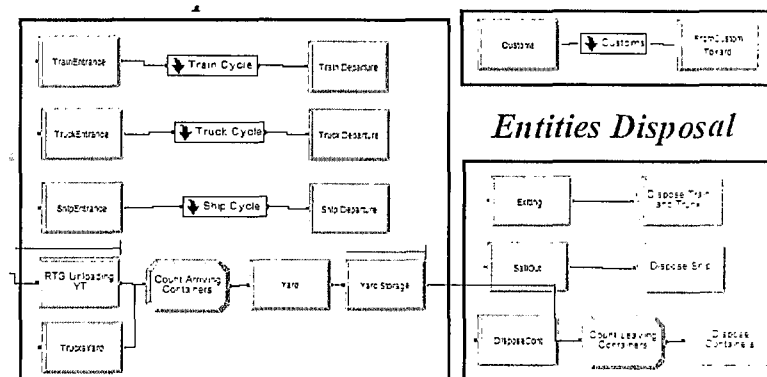 TrainEntrance
Train Cycle
Train Departure
TruckEntrance
Truck Cycle
Truck Departure
ShipEntrance
Ship Cycle
Ship Departure
RTG Unloading
YT
Count Arriving
Containers
Yard
Yard Storage
TrucksYard
Customs
Customs
FromCustom
Toward
Entities Disposal
Exiting
Dispose Train
and Truck
SailOut
Dispose Ship
DisposeCont
Count Leaving
Containers
Dispose
Containers